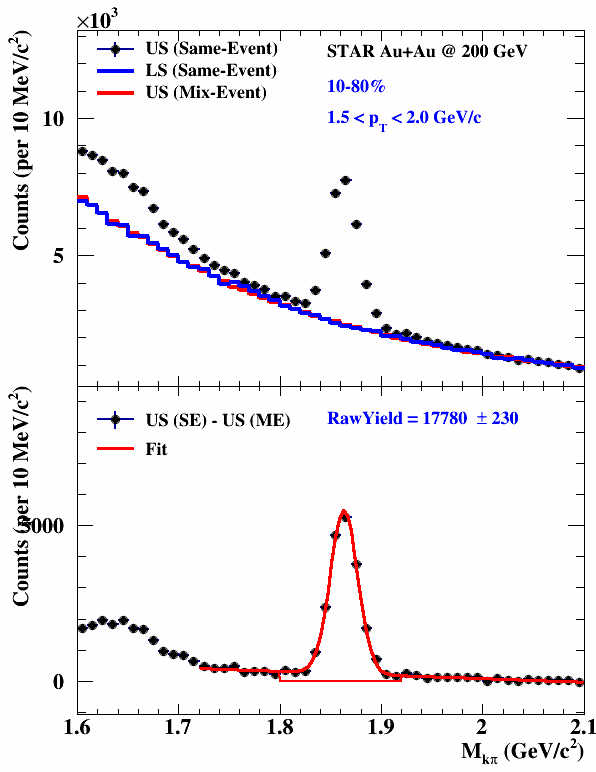 ×10³
Counts (per 10 MeV/c²)
10
5
US (Same-Event)
LS (Same-Event)
US (Mix-Event)
STAR Au+Au @ 200 GeV
10-80%
1.5 < p_T < 2.0 GeV/c
Counts (per 10 MeV/c²)
5000
0
US (SE) - US (ME)
Fit
RawYield = 17780 ± 230
1.6 1.7 1.8 1.9 2 2.1
M_kπ (GeV/c²)